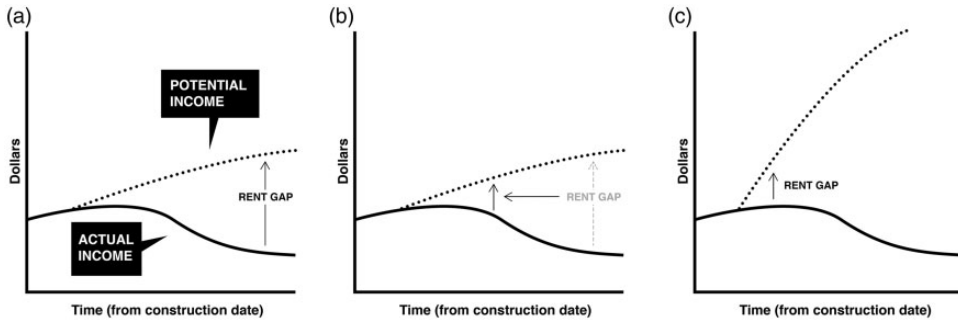 (a)
Dollars
POTENTIAL
INCOME
RENT GAP
ACTUAL
INCOME
Time (from construction date)
(b)
Dollars
RENT GAP
Time (from construction date)
(c)
Dollars
RENT GAP
Time (from construction date)